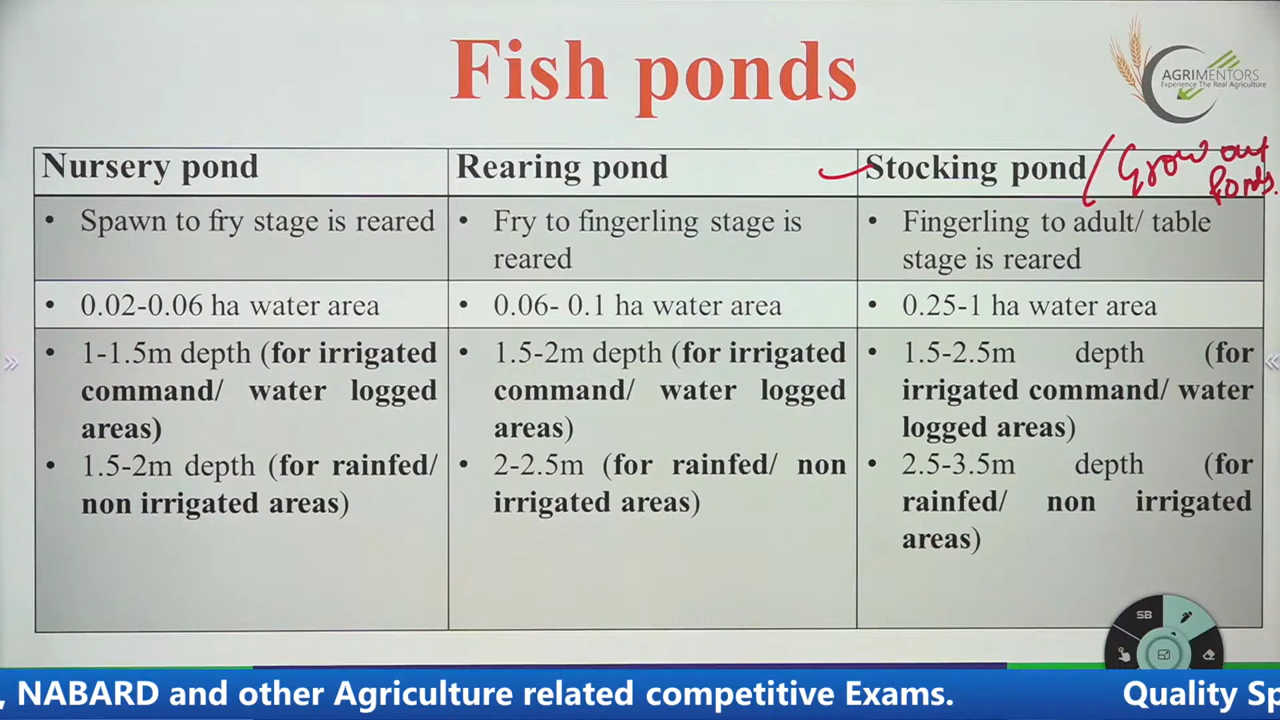 Fish ponds
AGRIMENTORS
Experience The Real Agriculture
Nursery pond
Rearing pond
Stocking pond
(Grow out
Ponds.
• Spawn to fry stage is reared
• Fry to fingerling stage is
reared
• Fingerling to adult/ table
stage is reared
• 0.02-0.06 ha water area
• 0.06- 0.1 ha water area
• 0.25-1 ha water area
• 1-1.5m depth (for irrigated
command/ water logged
areas)
• 1.5-2m depth (for rainfed/
non irrigated areas)
• 1.5-2m depth (for irrigated
command/ water logged
areas)
• 2-2.5m (for rainfed/ non
irrigated areas)
• 1.5-2.5m depth (for
irrigated command/ water
logged areas)
• 2.5-3.5m depth (for
rainfed/ non irrigated
areas)
SB
, NABARD and other Agriculture related competitive Exams.
Quality Sp